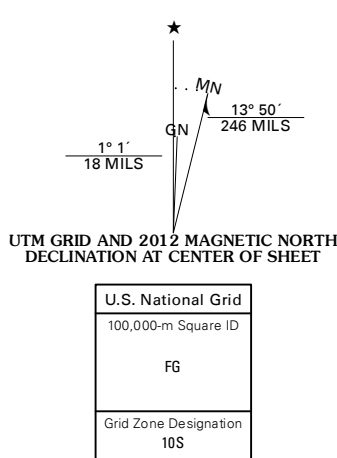 ★
MN
GN
13° 50´
246 MILS
1° 1´
18 MILS
UTM GRID AND 2012 MAGNETIC NORTH
DECLINATION AT CENTER OF SHEET
U.S. National Grid
100,000-m Square ID
FG
Grid Zone Designation
10S